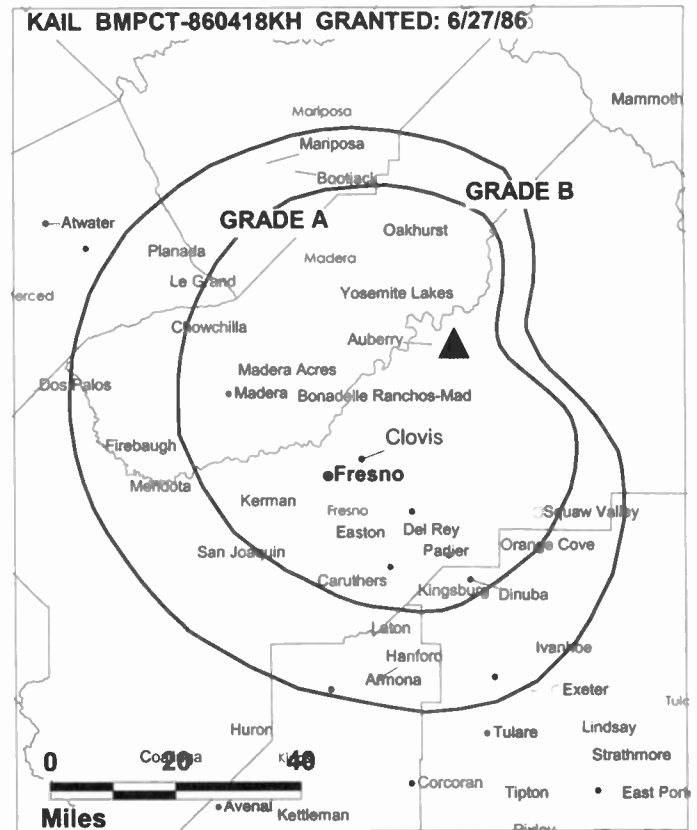 KAIL BMPCT-860418KH GRANTED: 6/27/86
Mammoth
Mariposa
Mariposa
Bootjack
GRADE B
GRADE A
Atwater
Oakhurst
Planada
Madera
Le Grand
erced
Yosemite Lakes
Chowchilla
Auberry
Madera Acres
Dos Palos
Madera
Bonadelle Ranchos-Mad
Clovis
Firebaugh
Fresno
Mendota
Kerman
Fresno
Squaw Valley
Easton
Del Rey
San Joaquin
Parlier
Orange Cove
Caruthers
Kingsburg
Dinuba
Laton
Ivanhoe
Hanford
Armona
Exeter
Tula
Huron
Tulare
Lindsay
0
20
40
Strathmore
Corcoran
Tipton
East Port
Miles
Avenal
Kettleman